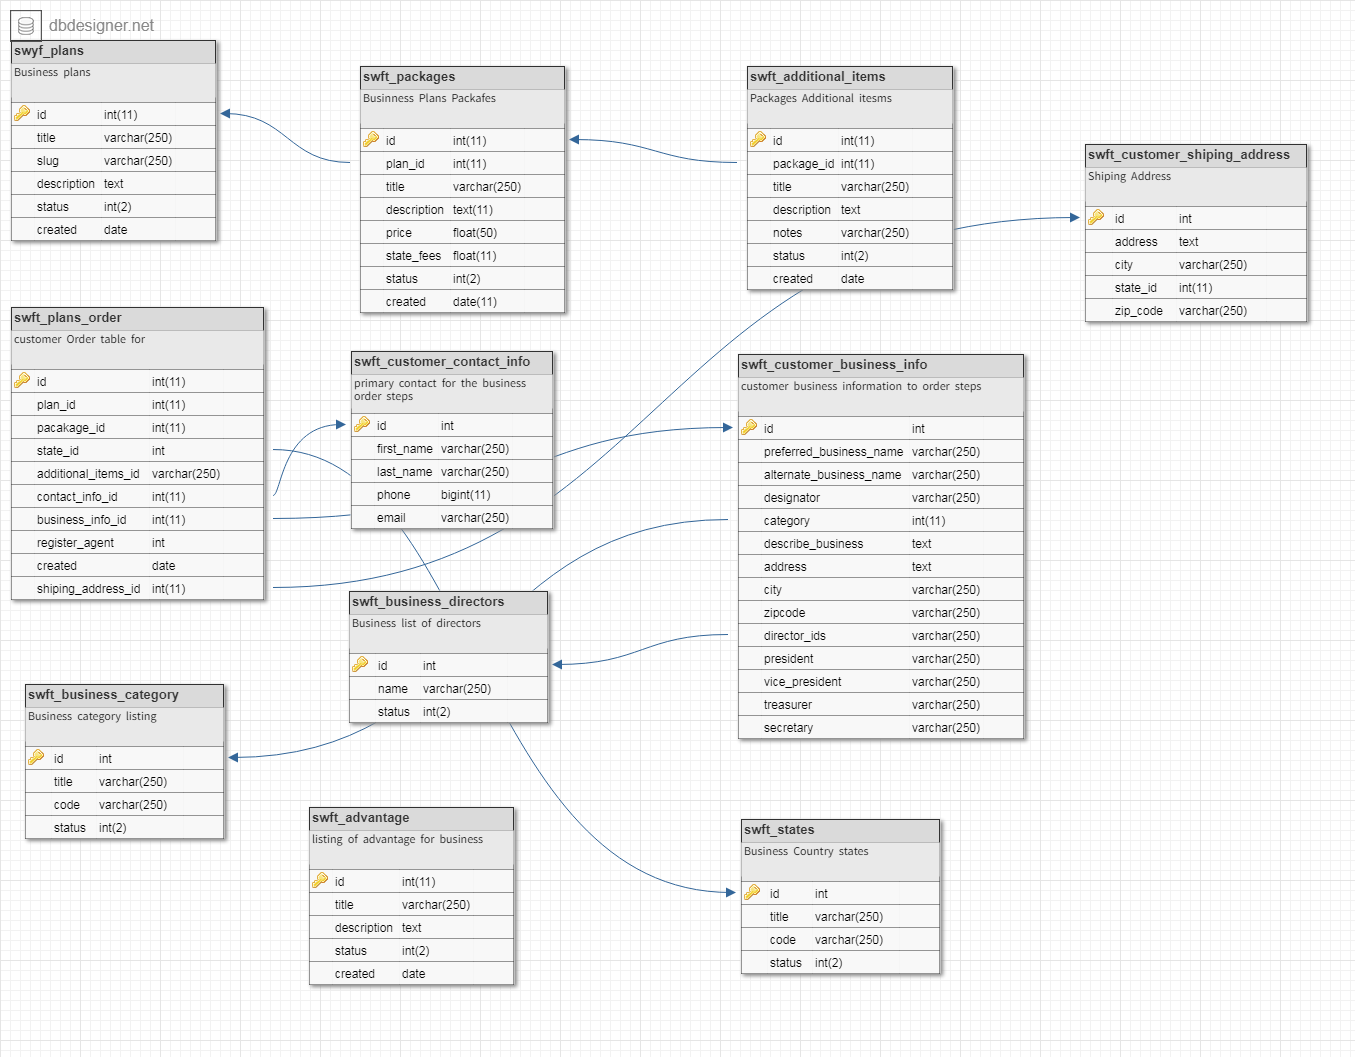 dbdesigner.net
swyf_plans
Business plans
id int(11)
title varchar(250)
slug varchar(250)
description text
status int(2)
created date
swft_packages
Businness Plans Packafes
id int(11)
plan_id int(11)
title varchar(250)
description text(11)
price float(50)
state_fees float(11)
status int(2)
created date(11)
swft_additional_items
Packages Additional itesms
id int(11)
package_id int(11)
title varchar(250)
description text
notes varchar(250)
status int(2)
created date
swft_customer_shiping_address
Shiping Address
id int
address text
city varchar(250)
state_id int(11)
zip_code varchar(250)
swft_plans_order
customer Order table for
id int(11)
plan_id int(11)
pacakage_id int(11)
state_id int
additional_items_id varchar(250)
contact_info_id int(11)
business_info_id int(11)
register_agent int
created date
shiping_address_id int(11)
swft_customer_contact_info
primary contact for the business
order steps
id int
first_name varchar(250)
last_name varchar(250)
phone bigint(11)
email varchar(250)
swft_customer_business_info
customer business information to order steps
id int
preferred_business_name varchar(250)
alternate_business_name varchar(250)
designator varchar(250)
category int(11)
describe_business text
address text
city varchar(250)
zipcode varchar(250)
director_ids varchar(250)
president varchar(250)
vice_president varchar(250)
treasurer varchar(250)
secretary varchar(250)
swft_business_directors
Business list of directors
id int
name varchar(250)
status int(2)
swft_business_category
Business category listing
id int
title varchar(250)
code varchar(250)
status int(2)
swft_advantage
listing of advantage for business
id int(11)
title varchar(250)
description text
status int(2)
created date
swft_states
Business Country states
id int
title varchar(250)
code varchar(250)
status int(2)